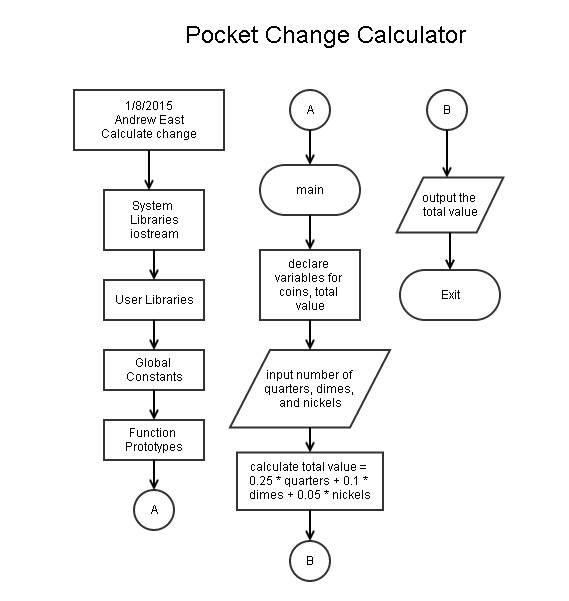 Pocket Change Calculator
1/8/2015
Andrew East
Calculate change
System
Libraries
iostream
User Libraries
Global
Constants
Function
Prototypes
A
A
main
declare
variables for
coins, total
value
input number of
quarters, dimes,
and nickels
calculate total value =
0.25 * quarters + 0.1 *
dimes + 0.05 * nickels
B
B
output the
total value
Exit